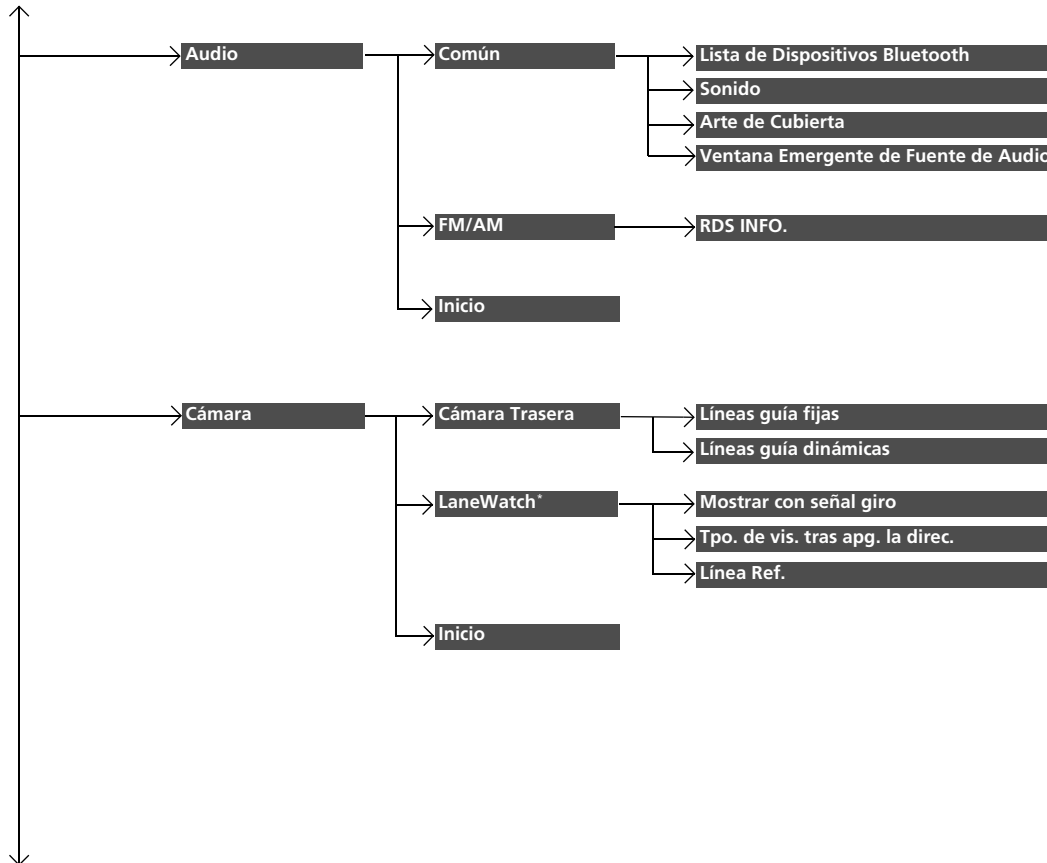 Audio
Común
Lista de Dispositivos Bluetooth
Sonido
Arte de Cubierta
Ventana Emergente de Fuente de Audio
FM/AM
RDS INFO.
Inicio
Cámara
Cámara Trasera
Líneas guía fijas
Líneas guía dinámicas
LaneWatch*
Mostrar con señal giro
Tpo. de vis. tras apg. la direc.
Línea Ref.
Inicio